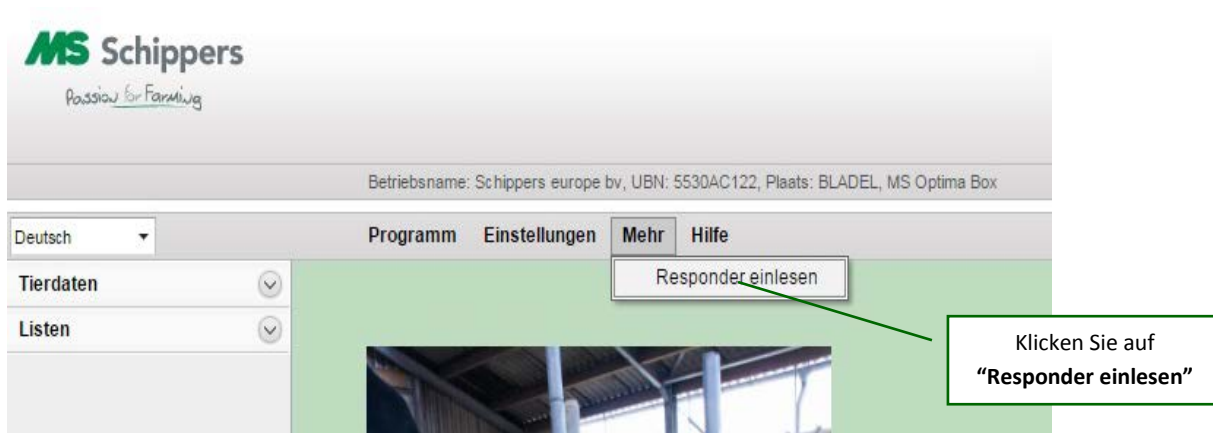 MS Schippers
Passion for Farming
Betriebsname: Schippers europe bv, UBN: 5530AC122, Plaats: BLADEL, MS Optima Box
Deutsch
Programm Einstellungen Mehr Hilfe
Responder einlesen
Tierdaten
Listen
Klicken Sie auf
“Responder einlesen”